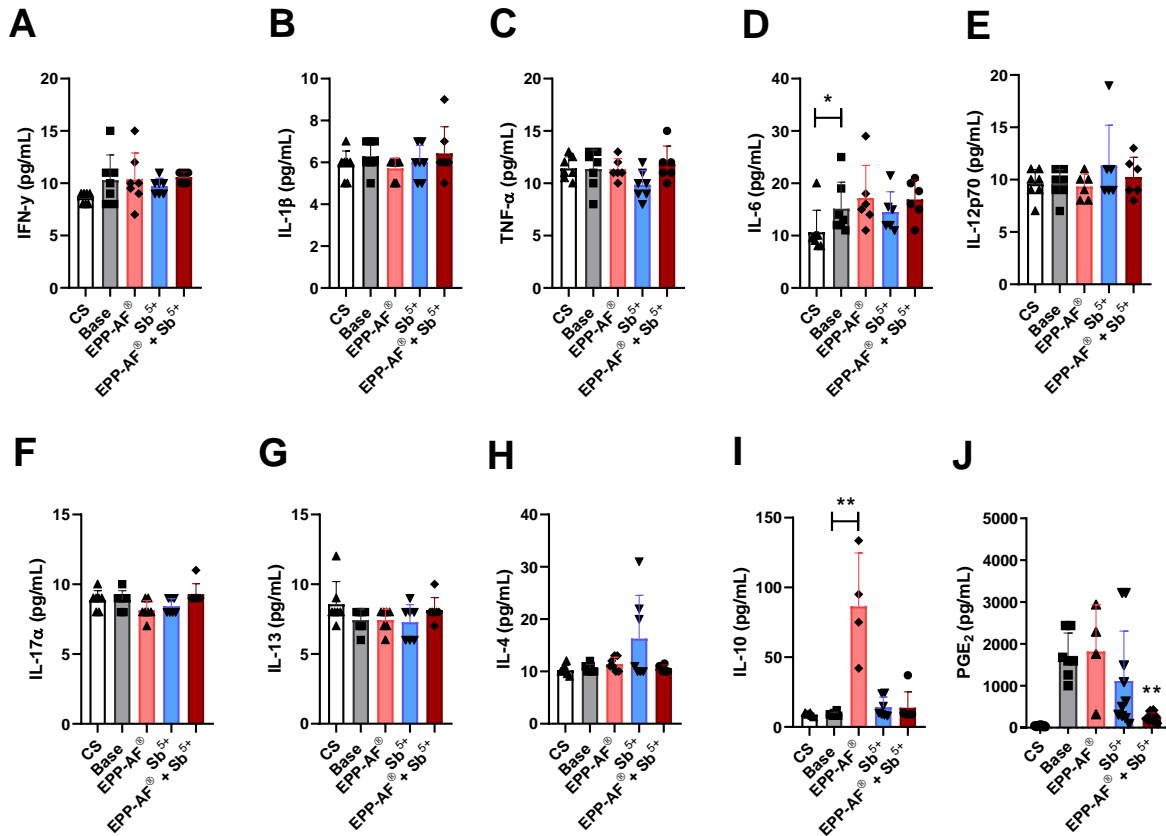 A
IFN-y (pg/mL)
20
15
10
5
0
CS
Base
EPP-AF®
Sb5+
EPP-AF® + Sb5+
B
IL-1β (pg/mL)
10
8
6
4
2
0
CS
Base
EPP-AF®
Sb5+
EPP-AF® + Sb5+
C
TNF-α (pg/mL)
20
15
10
5
0
CS
Base
EPP-AF®
Sb5+
EPP-AF® + Sb5+
D
IL-6 (pg/mL)
40
30
20
10
0
*
CS
Base
EPP-AF®
Sb5+
EPP-AF® + Sb5+
E
IL-12p70 (pg/mL)
20
15
10
5
0
CS
Base
EPP-AF®
Sb5+
EPP-AF® + Sb5+
F
IL-17α (pg/mL)
15
10
5
0
CS
Base
EPP-AF®
Sb5+
EPP-AF® + Sb5+
G
IL-13 (pg/mL)
15
10
5
0
CS
Base
EPP-AF®
Sb5+
EPP-AF® + Sb5+
H
IL-4 (pg/mL)
40
30
20
10
0
CS
Base
EPP-AF®
Sb5+
EPP-AF® + Sb5+
I
IL-10 (pg/mL)
150
100
50
0
**
CS
Base
EPP-AF®
Sb5+
EPP-AF® + Sb5+
J
PGE2 (pg/mL)
5000
4000
3000
2000
1000
0
**
CS
Base
EPP-AF®
Sb5+
EPP-AF® + Sb5+